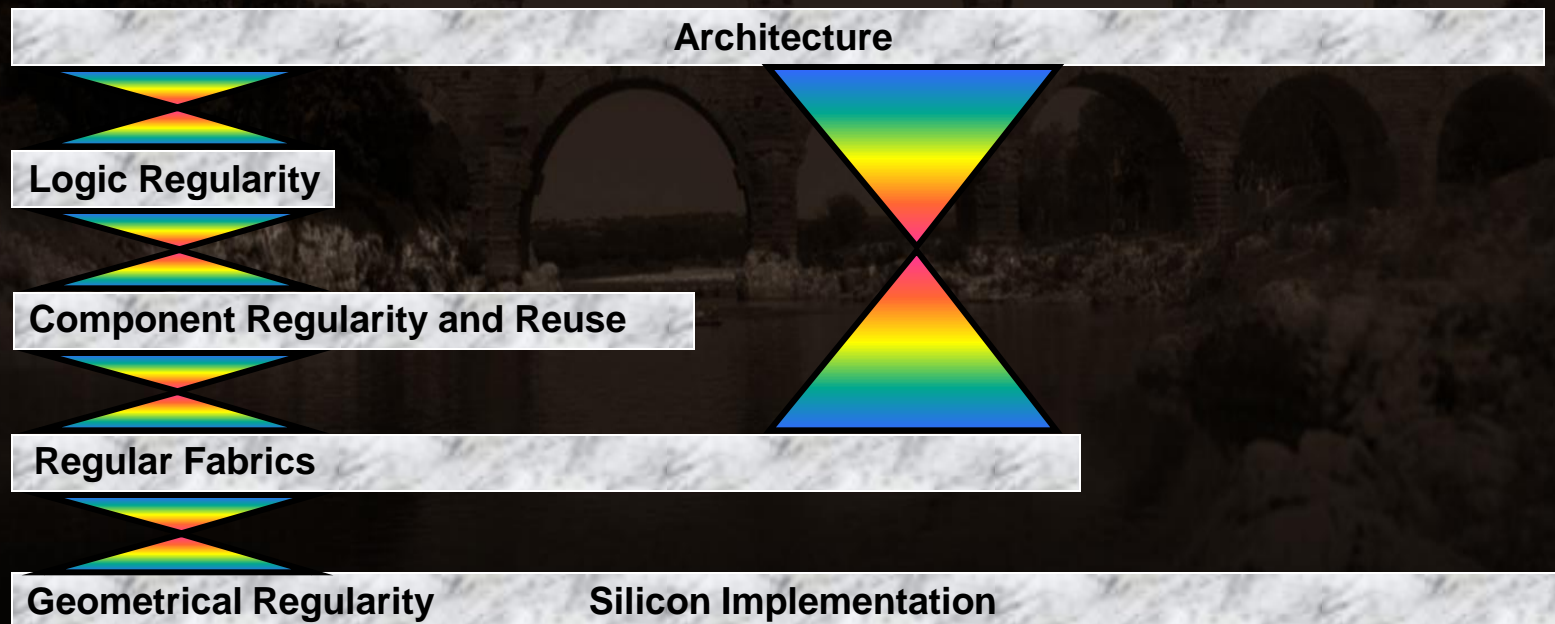 Architecture
Logic Regularity
Component Regularity and Reuse
Regular Fabrics
Geometrical Regularity Silicon Implementation